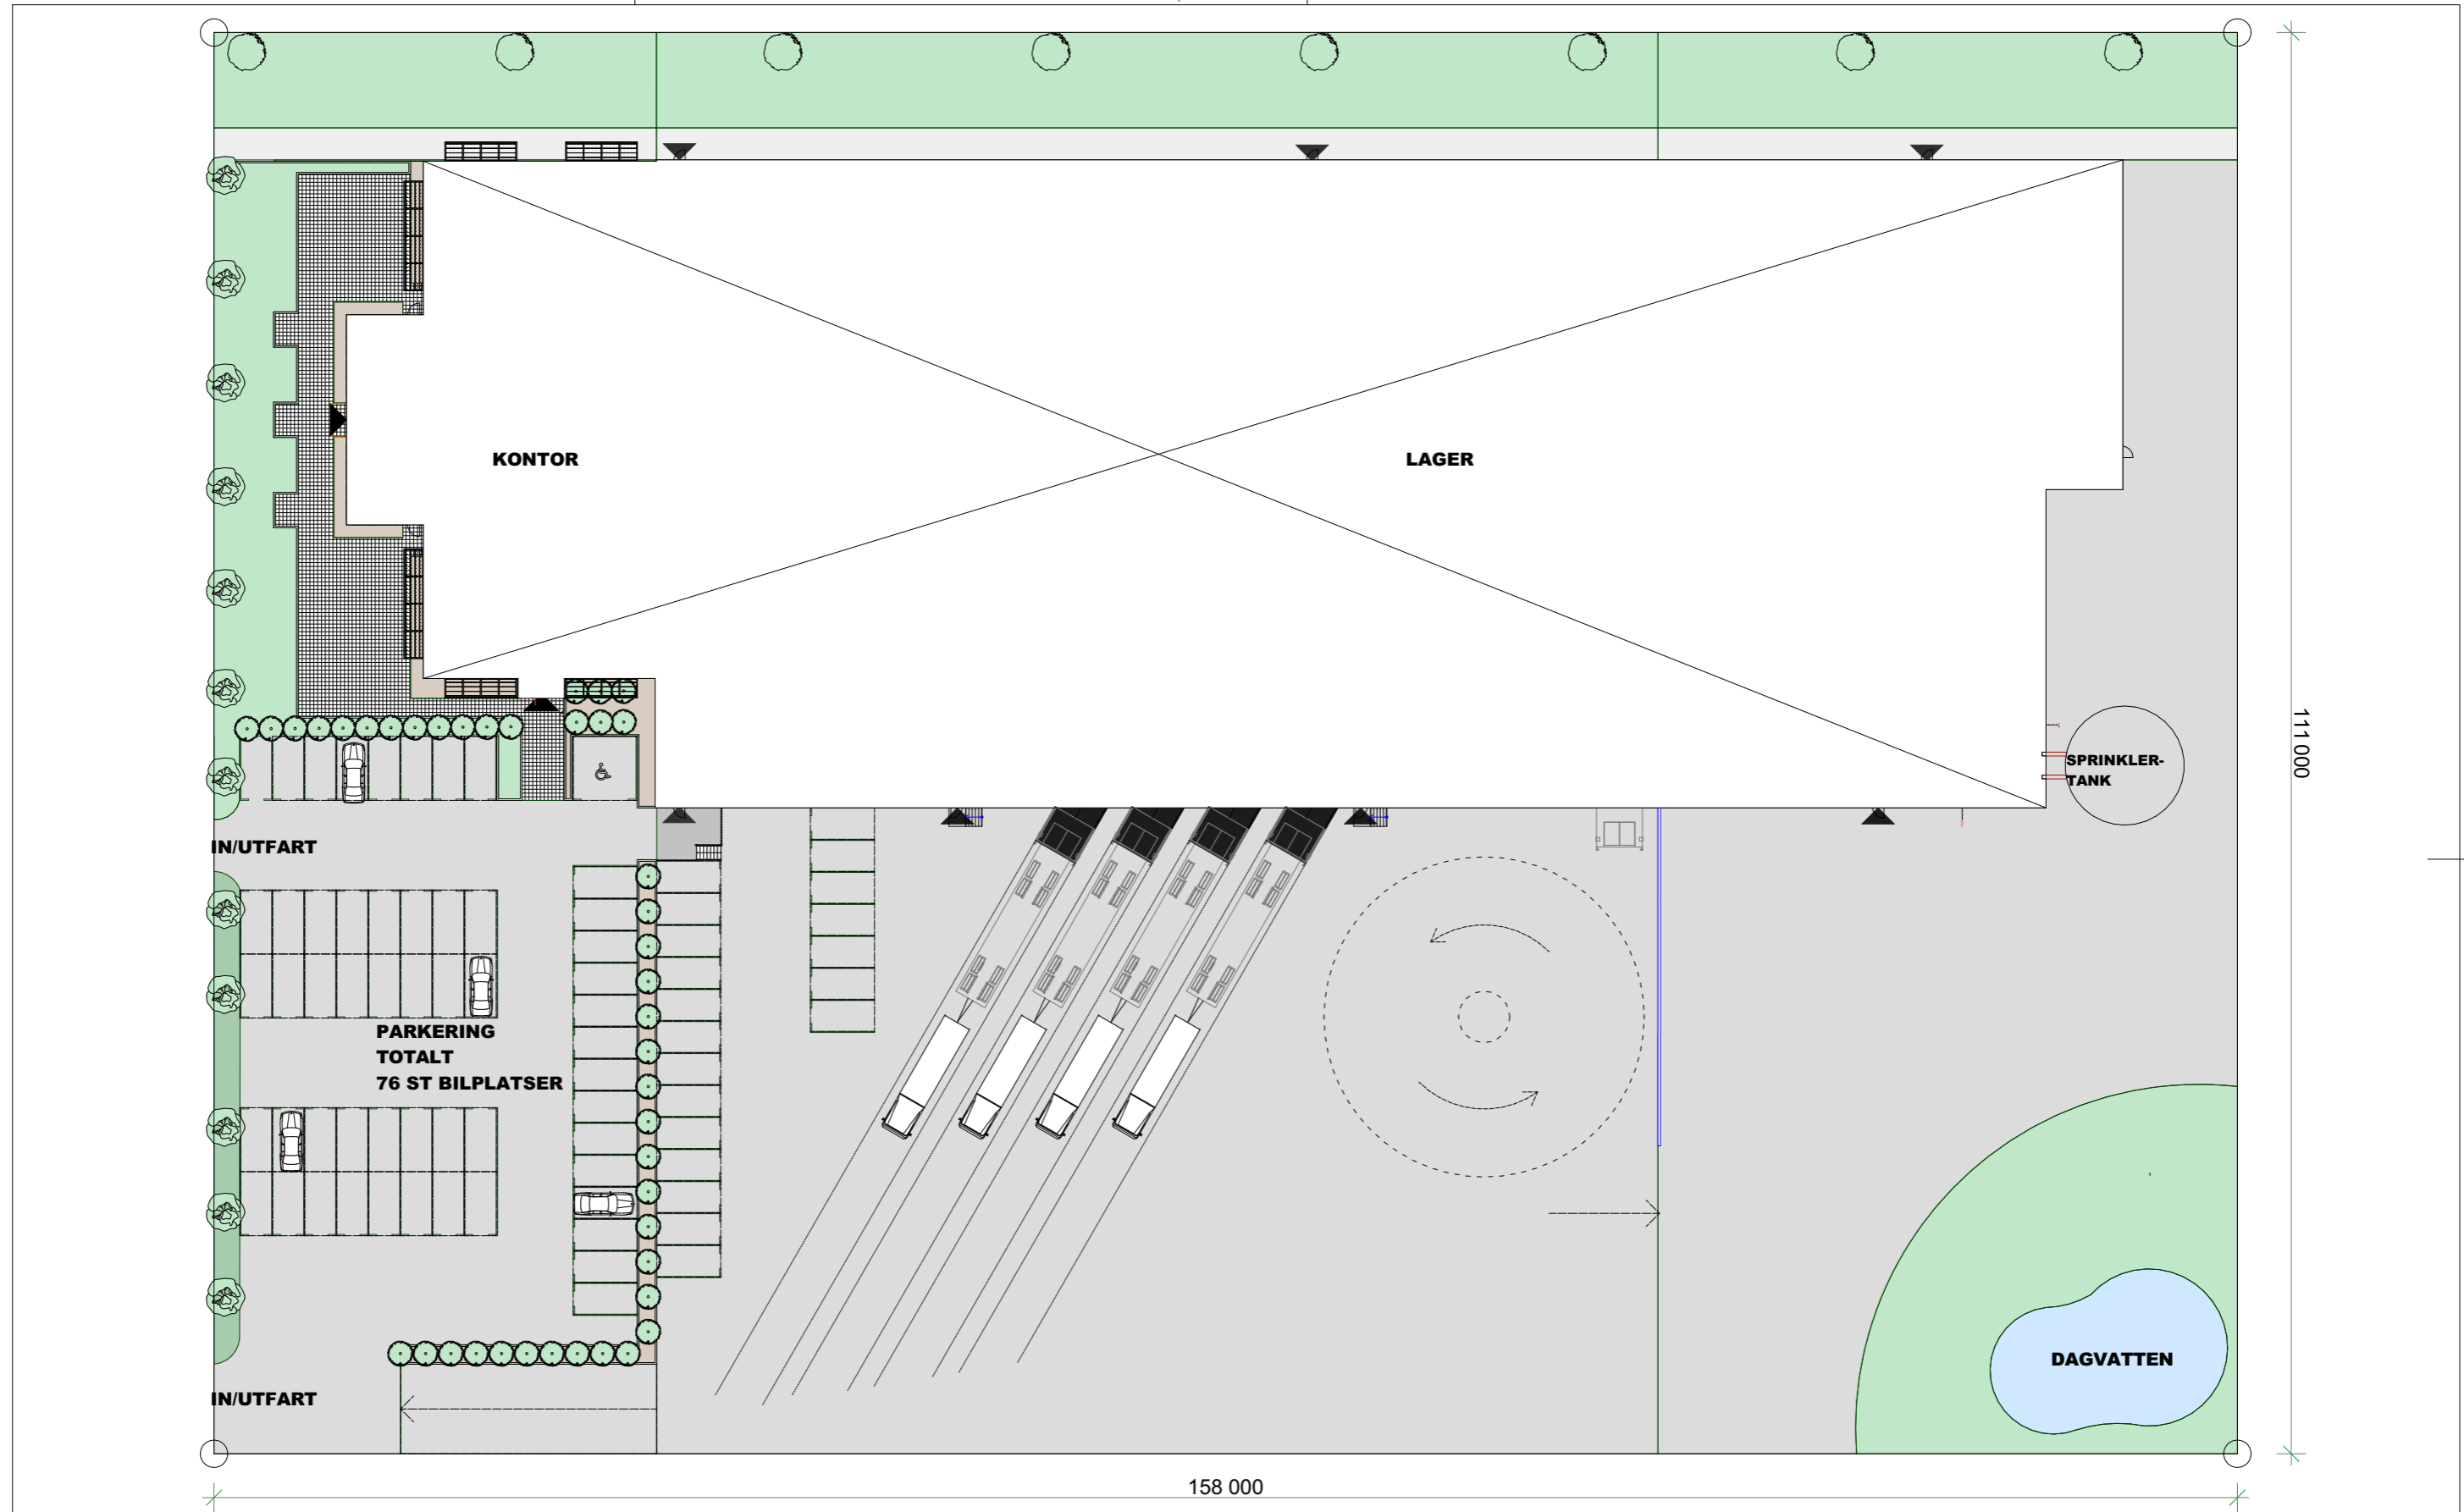 KONTOR
LAGER
SPRINKLER-
TANK
111 000
IN/UTFART
PARKERING
TOTALT
76 ST BILPLATSER
DAGVATTEN
IN/UTFART
158 000